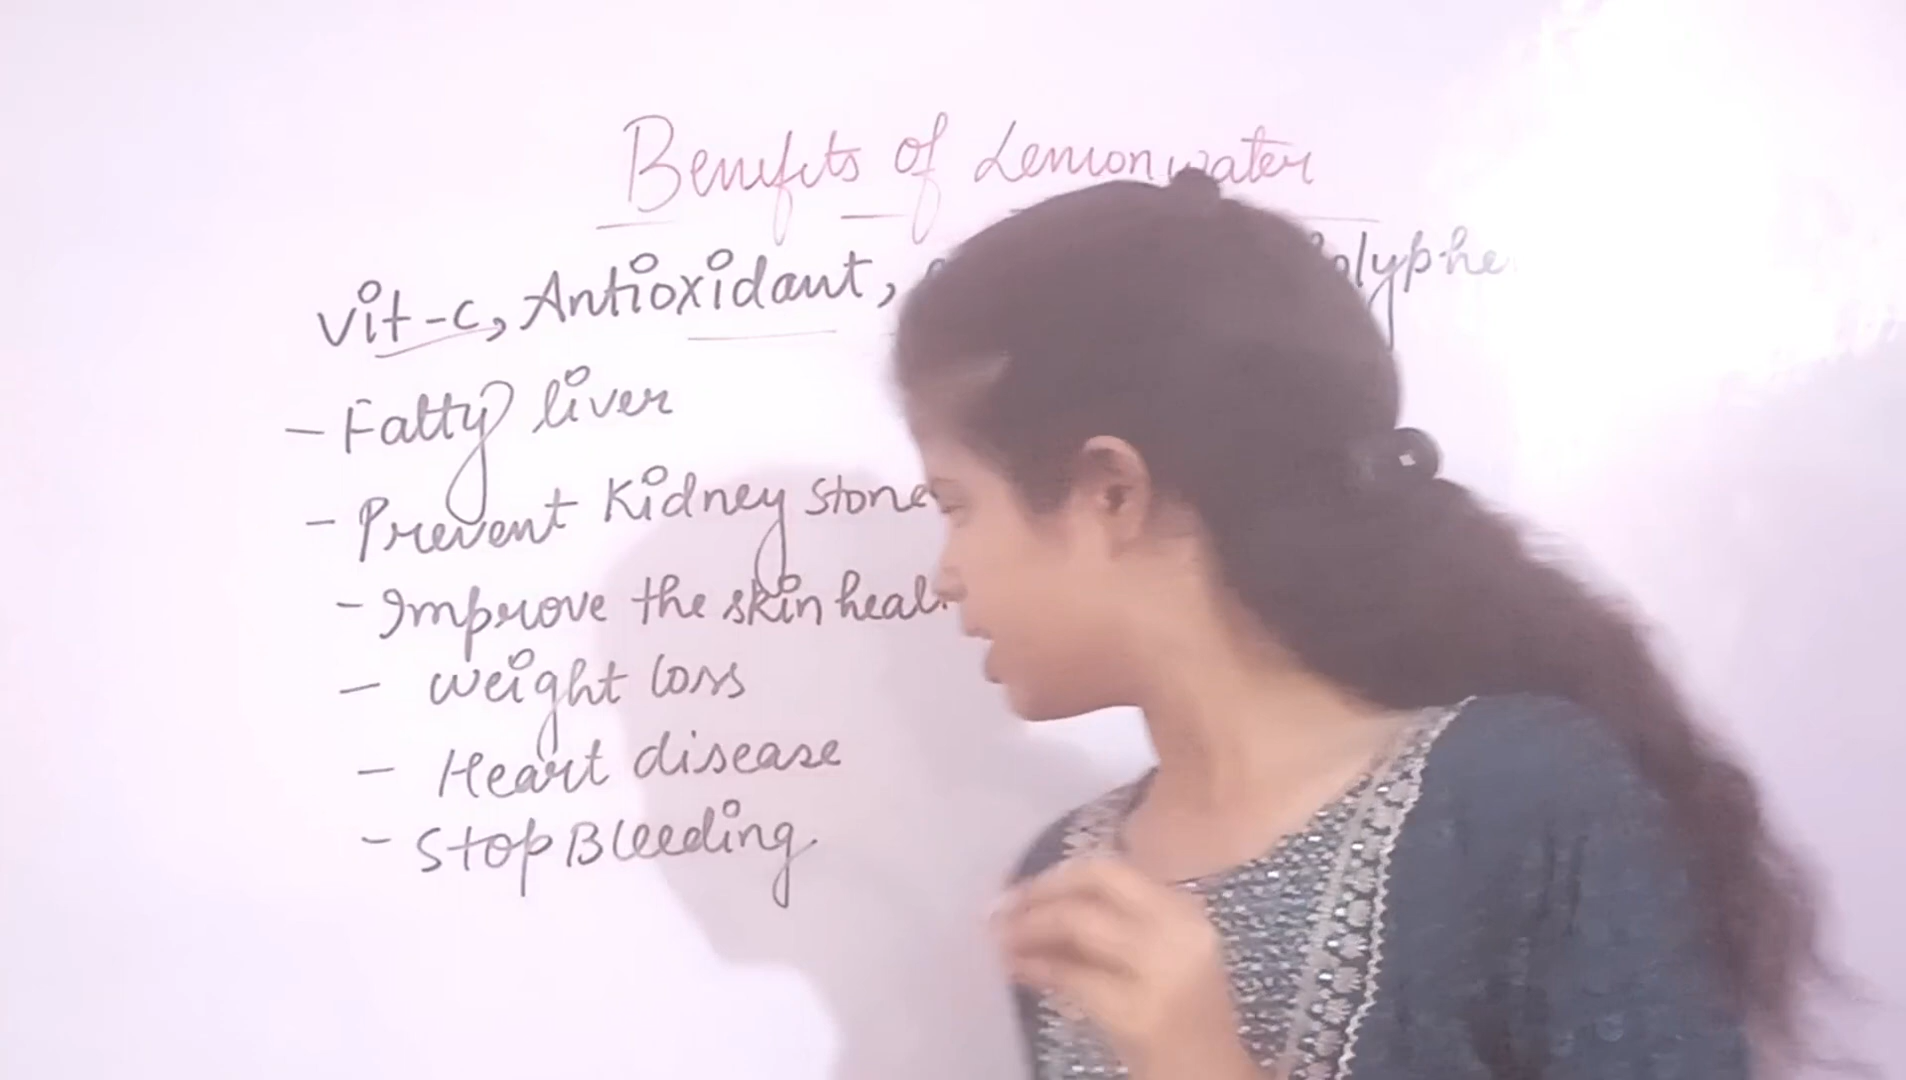 Benefits of Lemon water
Vit-C, Antioxidant,
- Fatty liver
- Prevent Kidney stone
- Improve the skin
- Weight loss
- Heart disease
- Stop Bleeding